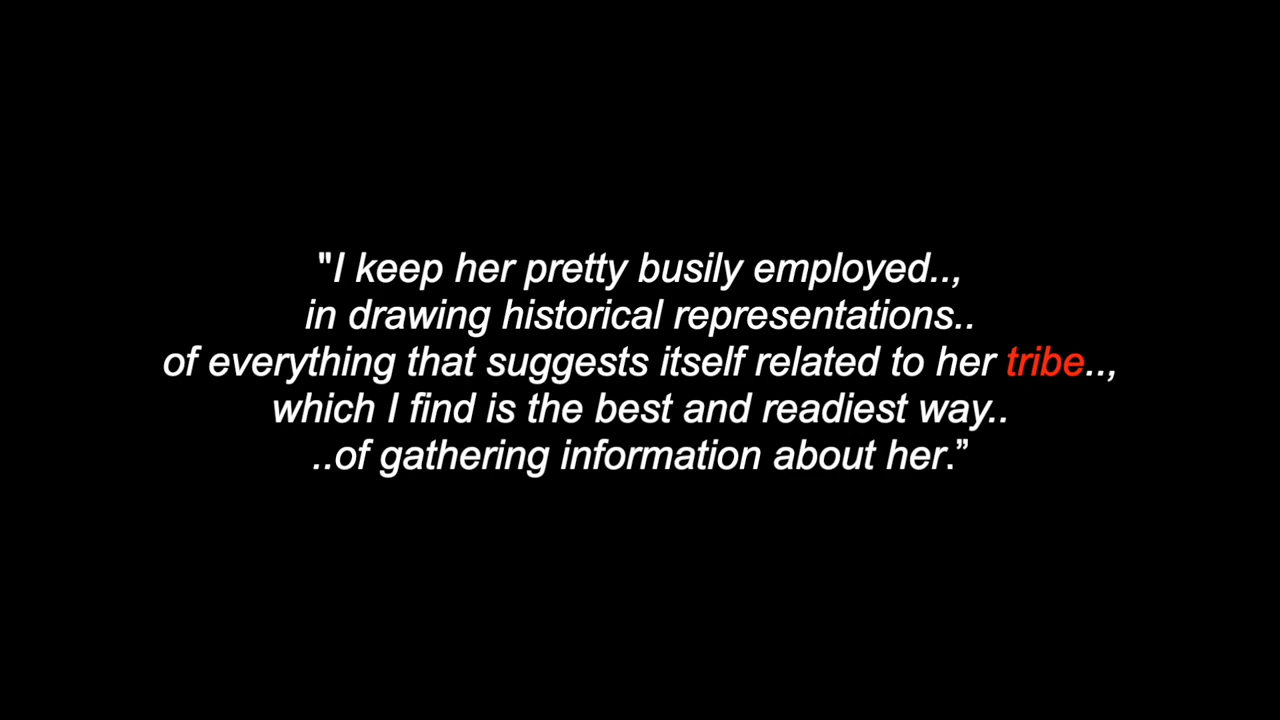 "I keep her pretty busily employed..,
in drawing historical representations..
of everything that suggests itself related to her tribe..,
which I find is the best and readiest way..
..of gathering information about her.”